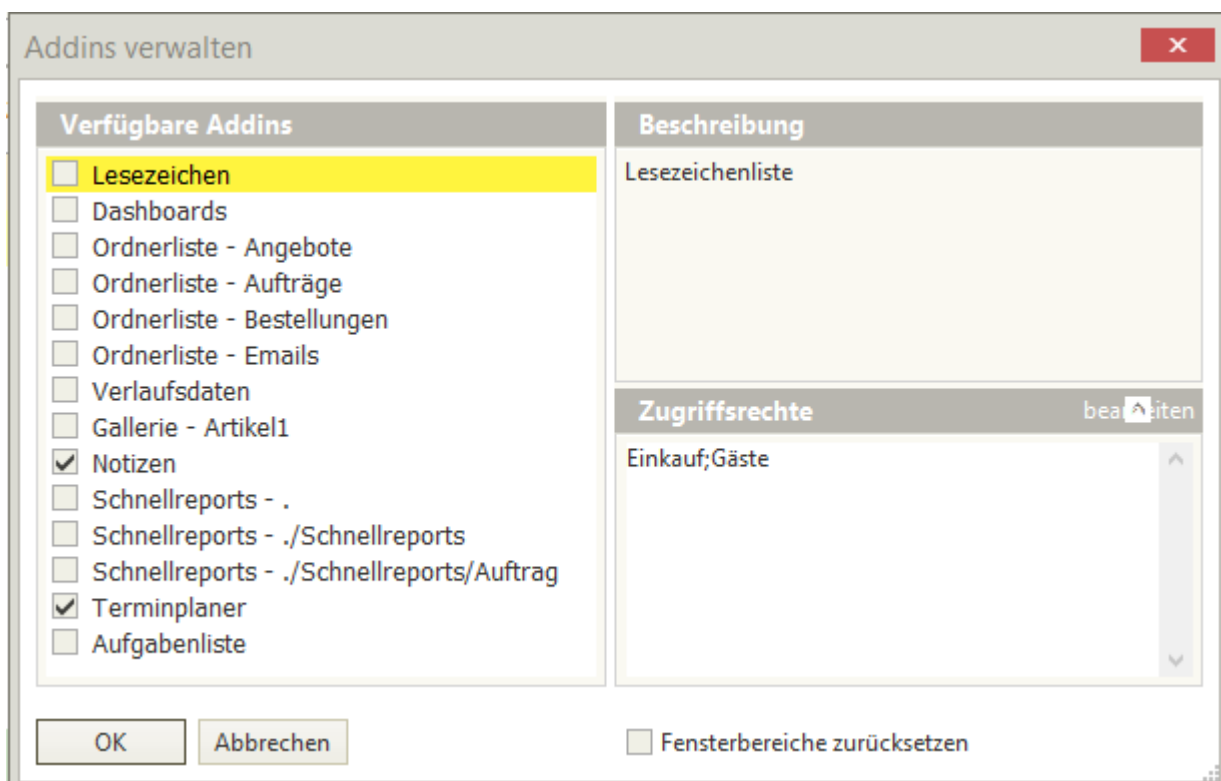 Addins verwalten
Verfügbare Addins
Lesezeichen
Dashboards
Ordnerliste - Angebote
Ordnerliste - Aufträge
Ordnerliste - Bestellungen
Ordnerliste - Emails
Verlaufsdaten
Gallerie - Artikel1
Notizen
Schnellreports - .
Schnellreports - ./Schnellreports
Schnellreports - ./Schnellreports/Auftrag
Terminplaner
Aufgabenliste
Beschreibung
Lesezeichenliste
Zugriffsrechte bearbeiten
Einkauf;Gäste
OK Abbrechen Fensterbereiche zurücksetzen